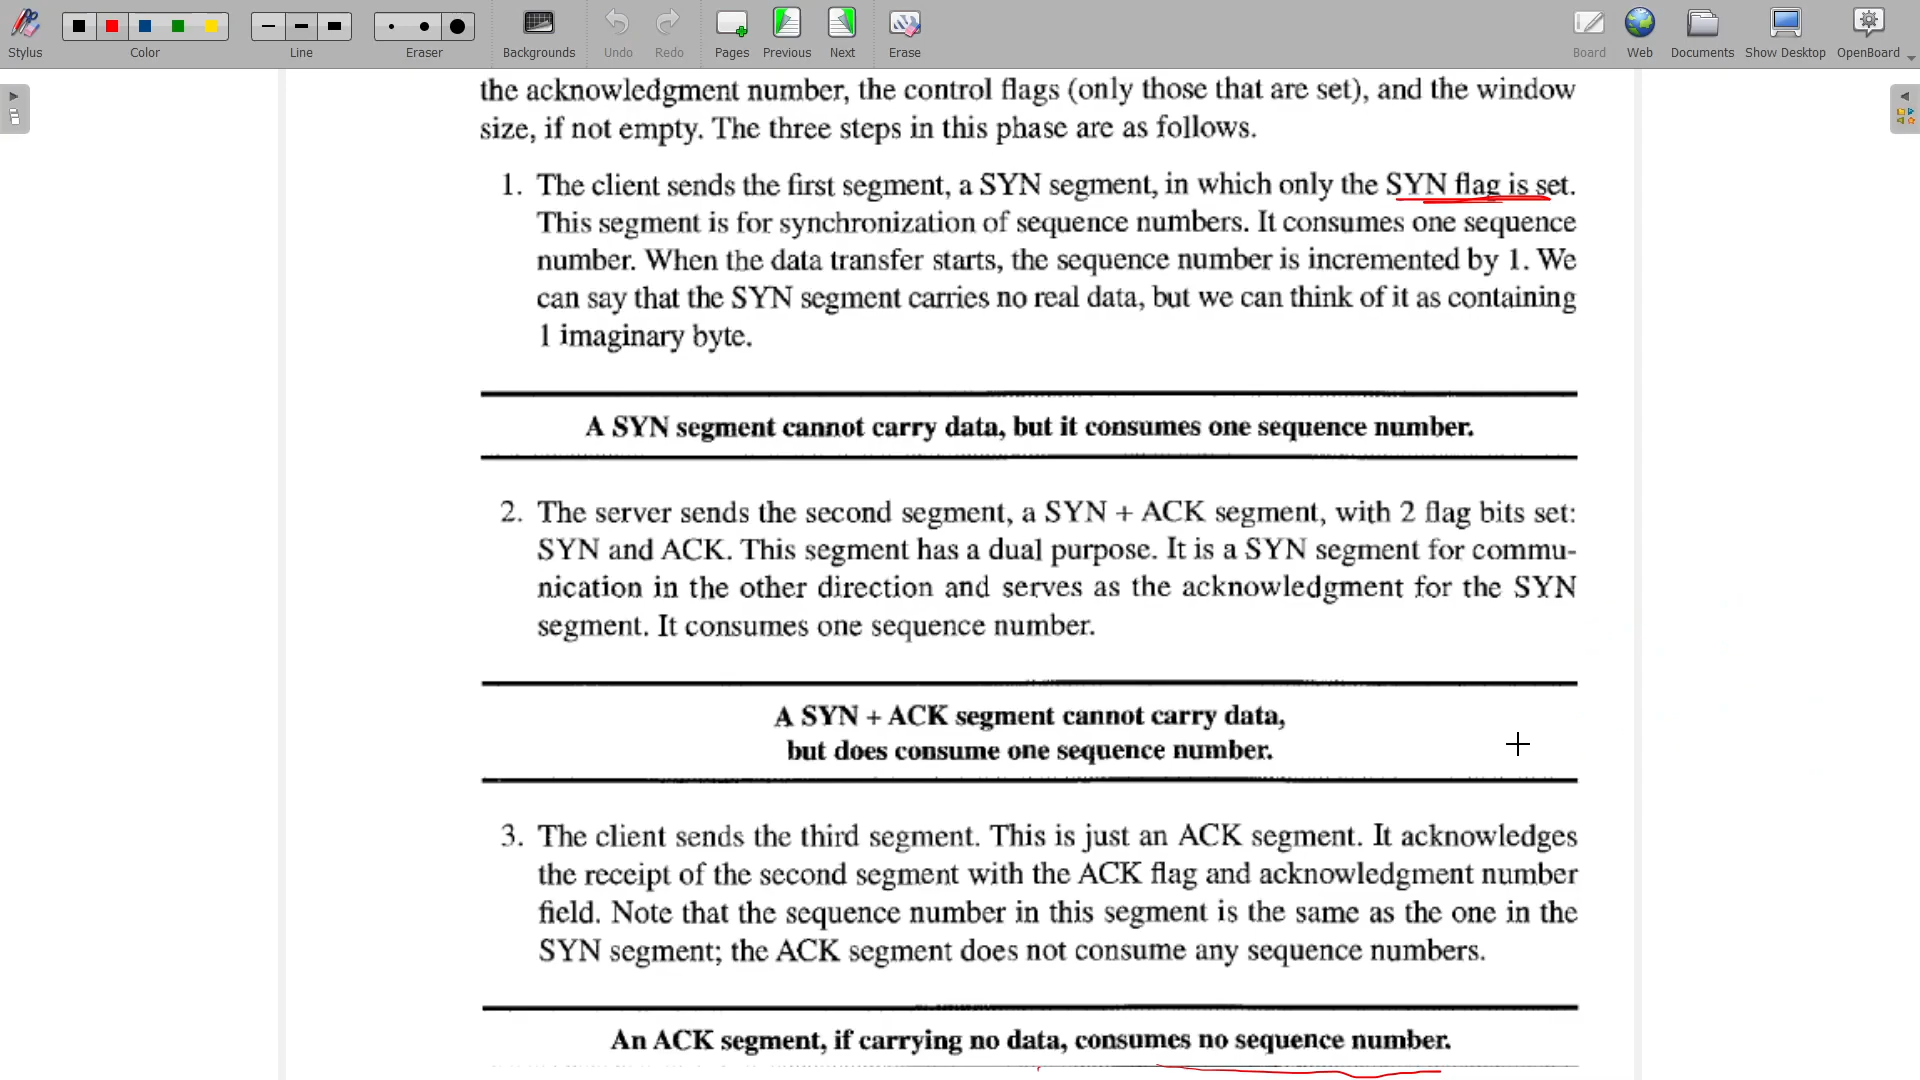 Stylus
Color
Line
Eraser
Backgrounds
Undo
Redo
Pages
Previous
Next
Erase
Board
Web
Documents
Show Desktop
OpenBoard
the acknowledgment number, the control flags (only those that are set), and the window
size, if not empty. The three steps in this phase are as follows.
1. The client sends the first segment, a SYN segment, in which only the SYN flag is set.
This segment is for synchronization of sequence numbers. It consumes one sequence
number. When the data transfer starts, the sequence number is incremented by 1. We
can say that the SYN segment carries no real data, but we can think of it as containing
1 imaginary byte.
A SYN segment cannot carry data, but it consumes one sequence number.
2. The server sends the second segment, a SYN + ACK segment, with 2 flag bits set:
SYN and ACK. This segment has a dual purpose. It is a SYN segment for commu-
nication in the other direction and serves as the acknowledgment for the SYN
segment. It consumes one sequence number.
A SYN + ACK segment cannot carry data,
but does consume one sequence number.
3. The client sends the third segment. This is just an ACK segment. It acknowledges
the receipt of the second segment with the ACK flag and acknowledgment number
field. Note that the sequence number in this segment is the same as the one in the
SYN segment; the ACK segment does not consume any sequence numbers.
An ACK segment, if carrying no data, consumes no sequence number.